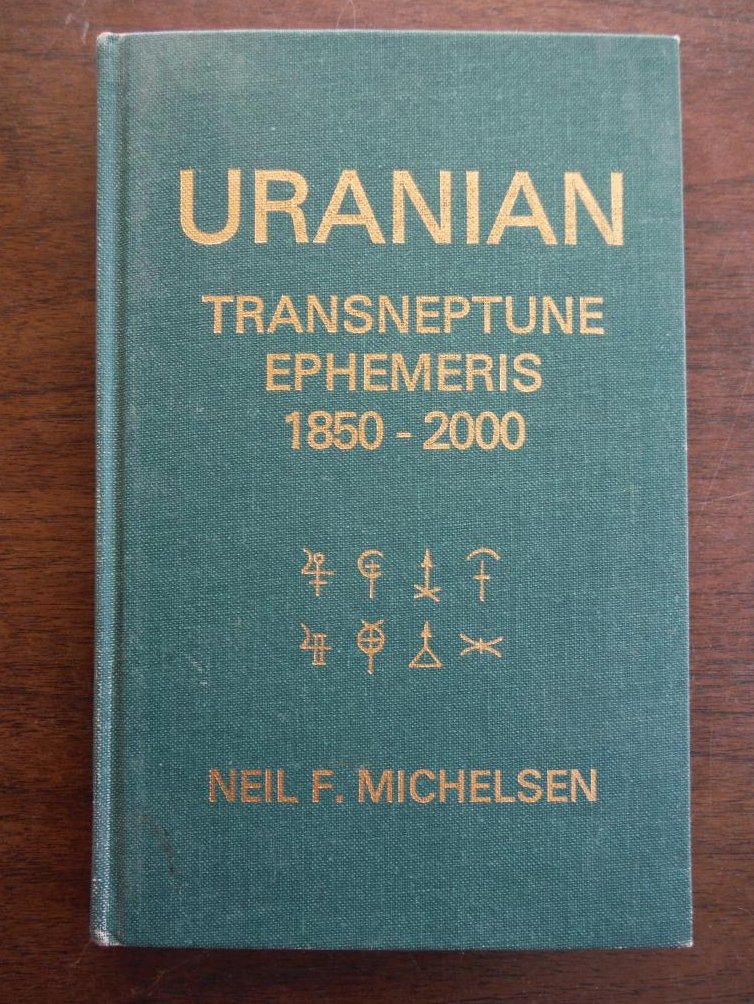 URANIAN
TRANSNEPTUNE
EPHEMERIS
1850 - 2000
NEIL F. MICHELSEN